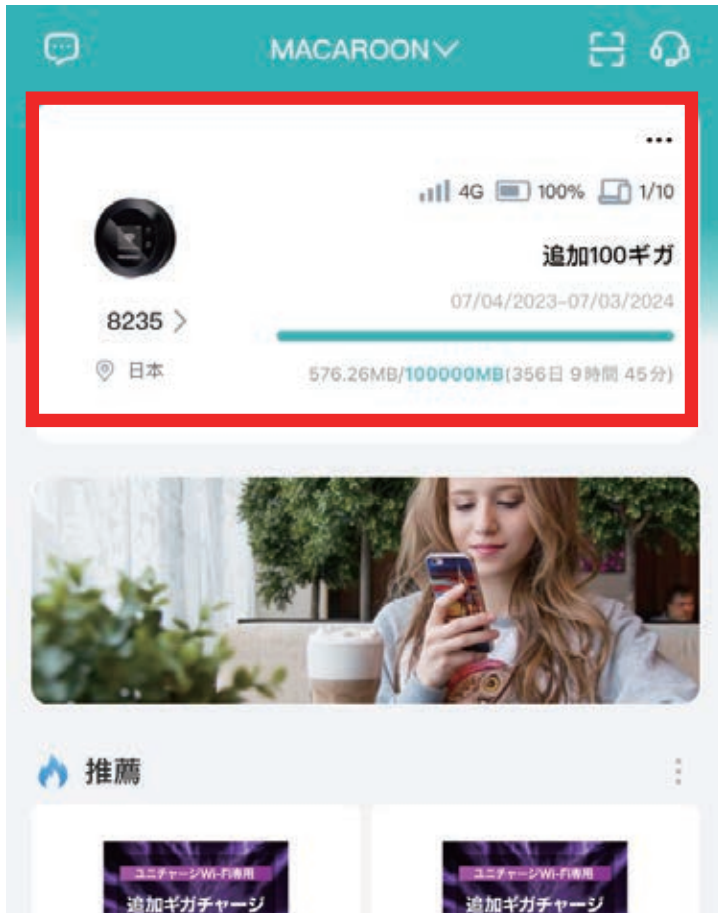 MACAROON
4G 100% 1/10
追加100ギガ
07/04/2023–07/03/2024
8235
日本
576.26MB/100000MB(356日 9時間 45分)
推薦
ユニチャージWi-Fi専用
追加ギガチャージ
ユニチャージWi-Fi専用
追加ギガチャージ